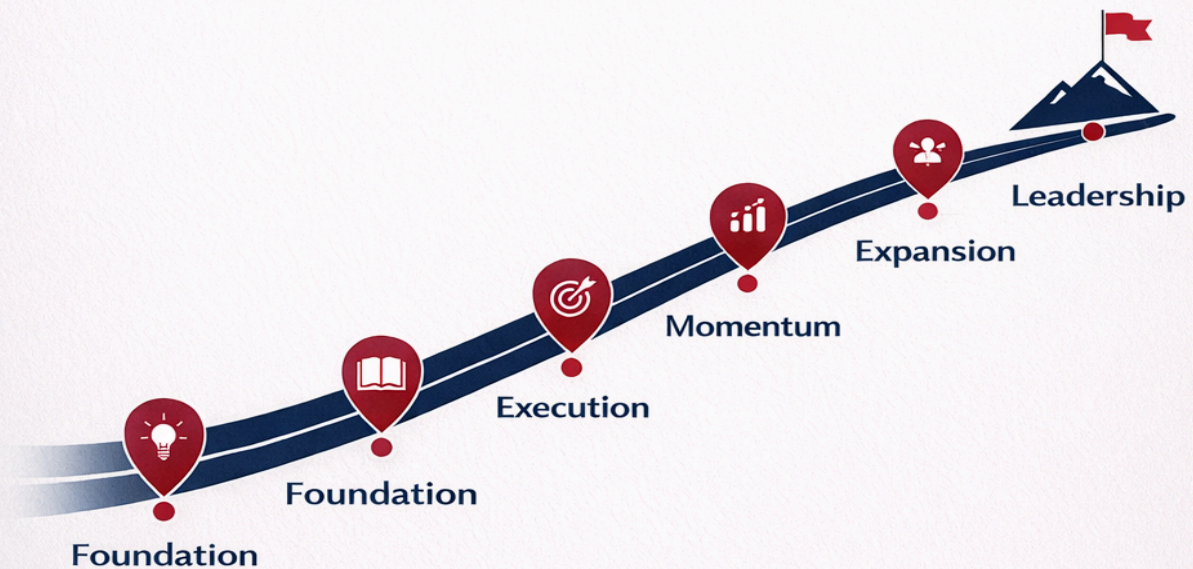 Foundation
Foundation
Execution
Momentum
Expansion
Leadership